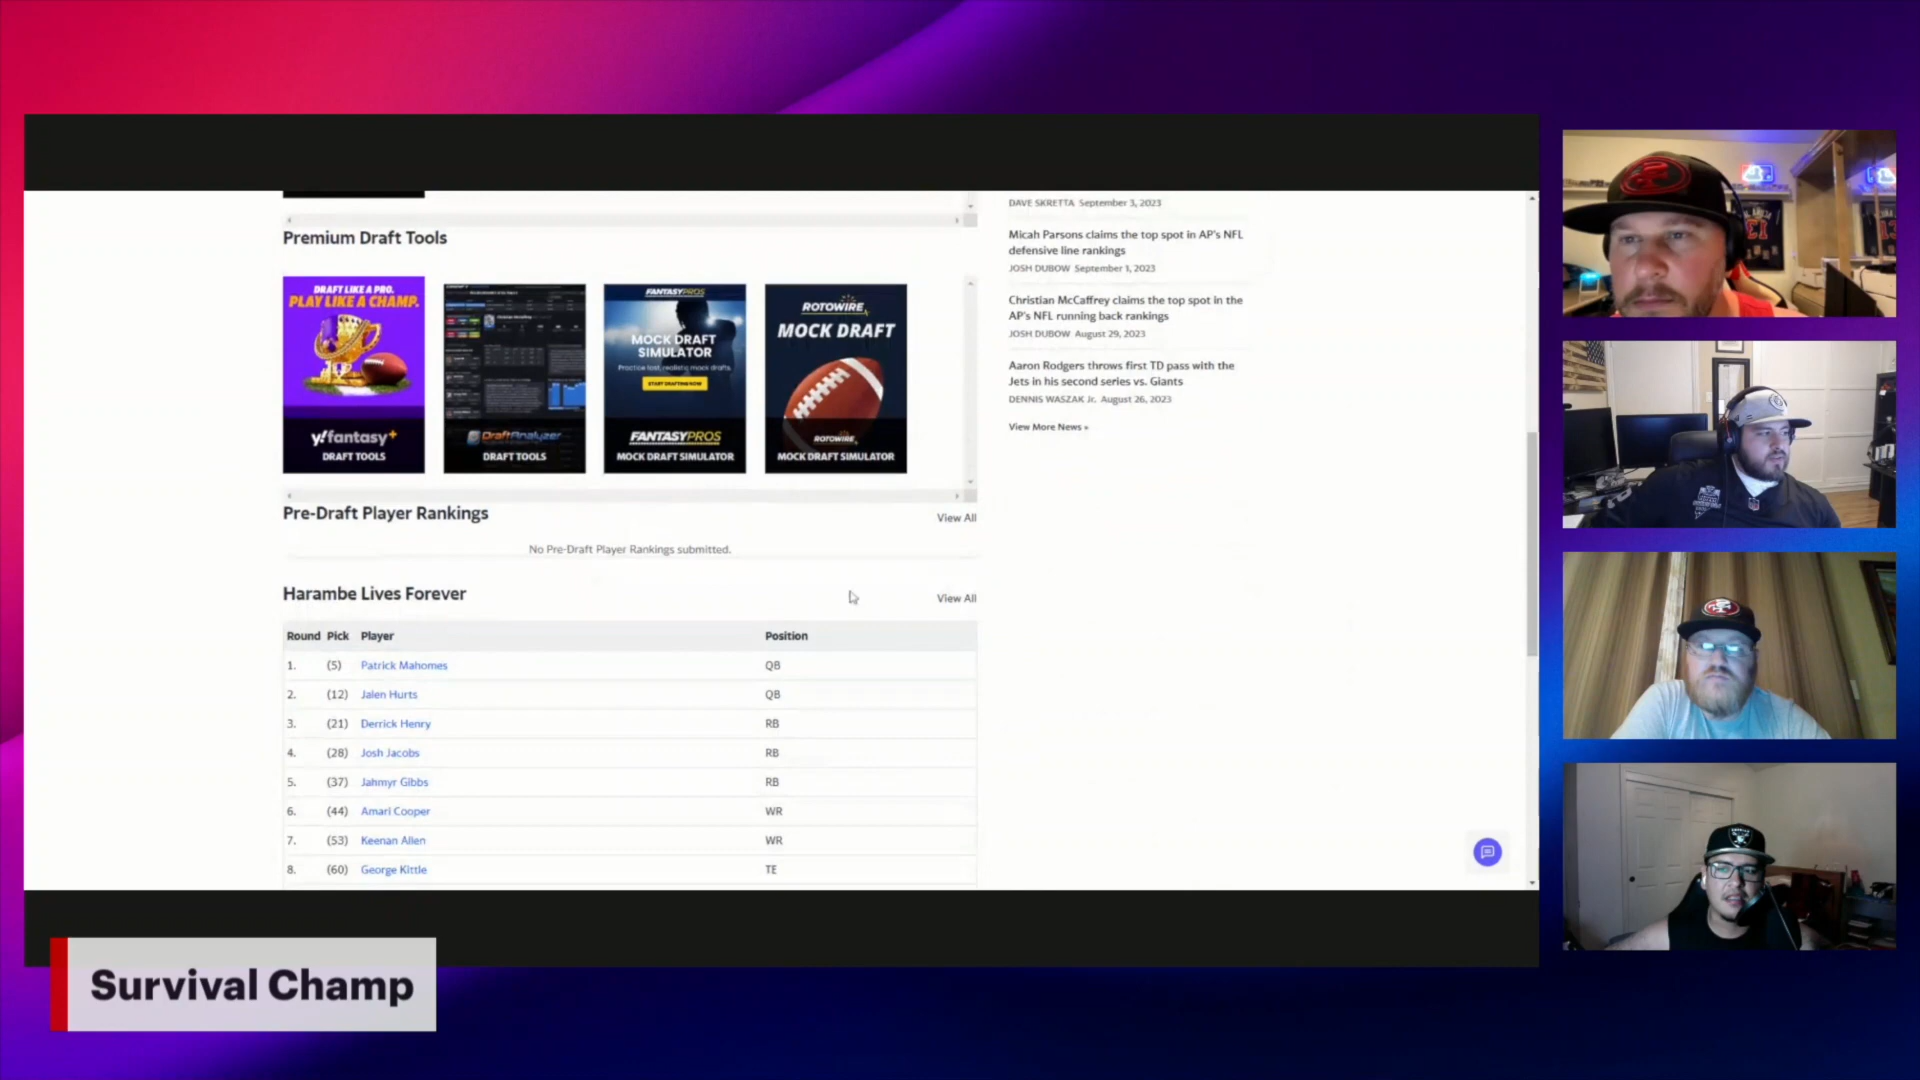 Premium Draft Tools
DRAFT LIKE A PRO.
PLAY LIKE A CHAMP.
y!fantasy+
DRAFT TOOLS
DraftAnalyzer
DRAFT TOOLS
FANTASYPROS
MOCK DRAFT
SIMULATOR
Practice fast, realistic mock drafts.
START DRAFTING NOW
FANTASYPROS
MOCK DRAFT SIMULATOR
ROTOWIRE
MOCK DRAFT
ROTOWIRE
MOCK DRAFT SIMULATOR
Pre-Draft Player Rankings
View All
No Pre-Draft Player Rankings submitted.
Harambe Lives Forever
View All
Round Pick Player Position
1. (5) Patrick Mahomes QB
2. (12) Jalen Hurts QB
3. (21) Derrick Henry RB
4. (28) Josh Jacobs RB
5. (37) Jahmyr Gibbs RB
6. (44) Amari Cooper WR
7. (53) Keenan Allen WR
8. (60) George Kittle TE
DAVE SKRETTA September 3, 2023
Micah Parsons claims the top spot in AP's NFL
defensive line rankings
JOSH DUBOW September 1, 2023
Christian McCaffrey claims the top spot in the
AP's NFL running back rankings
JOSH DUBOW August 29, 2023
Aaron Rodgers throws first TD pass with the
Jets in his second series vs. Giants
DENNIS WASZAK Jr. August 26, 2023
View More News »
Survival Champ